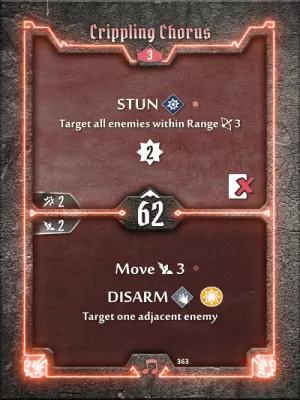 Crippling Chorus
3
STUN
Target all enemies within Range 3
2
2
62
2
Move 3
DISARM
Target one adjacent enemy
363